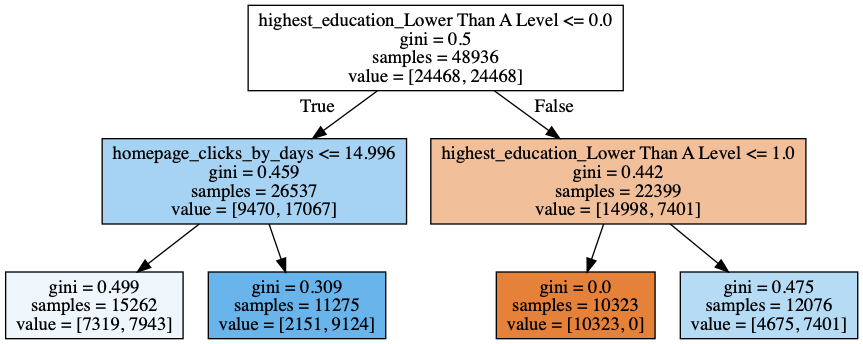 highest_education_Lower Than A Level <= 0.0
gini = 0.5
samples = 48936
value = [24468, 24468]
True
False
homepage_clicks_by_days <= 14.996
gini = 0.459
samples = 26537
value = [9470, 17067]
highest_education_Lower Than A Level <= 1.0
gini = 0.442
samples = 22399
value = [14998, 7401]
gini = 0.499
samples = 15262
value = [7319, 7943]
gini = 0.309
samples = 11275
value = [2151, 9124]
gini = 0.0
samples = 10323
value = [10323, 0]
gini = 0.475
samples = 12076
value = [4675, 7401]